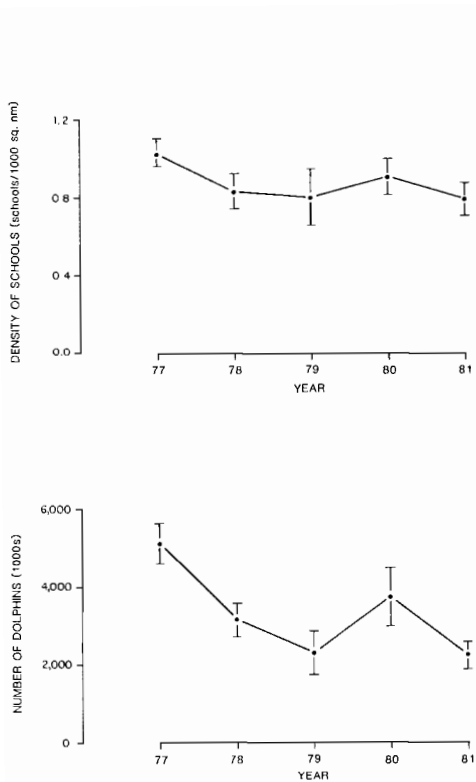 DENSITY OF SCHOOLS (schools/1000 sq. nm)
1.2
0.8
0.4
0.0
77 78 79 80 81
YEAR
NUMBER OF DOLPHINS (1000s)
6,000
4,000
2,000
0
77 78 79 80 81
YEAR